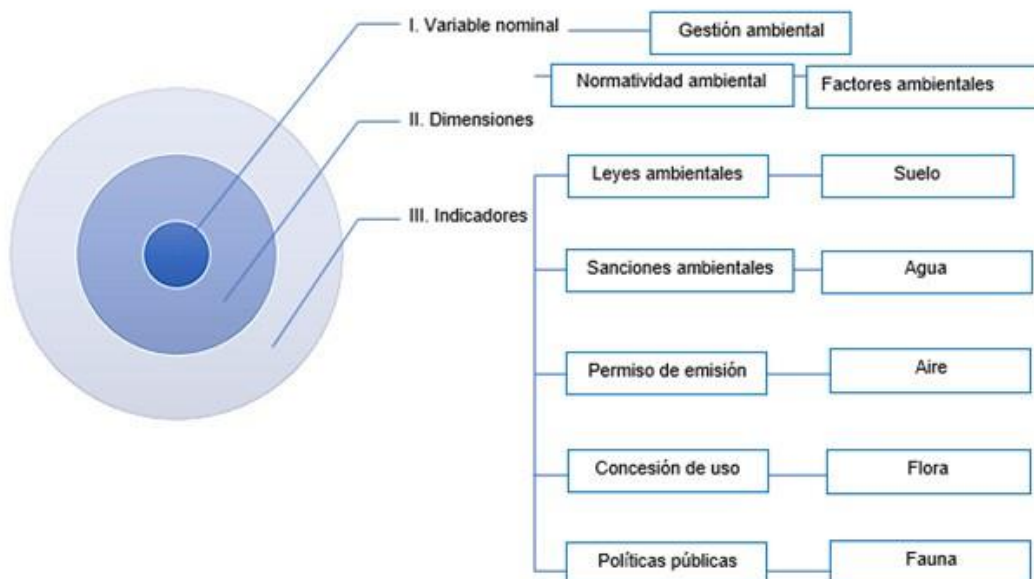 I. Variable nominal
Gestión ambiental
Normatividad ambiental
Factores ambientales
II. Dimensiones
Leyes ambientales
Suelo
III. Indicadores
Sanciones ambientales
Agua
Permiso de emisión
Aire
Concesión de uso
Flora
Políticas públicas
Fauna